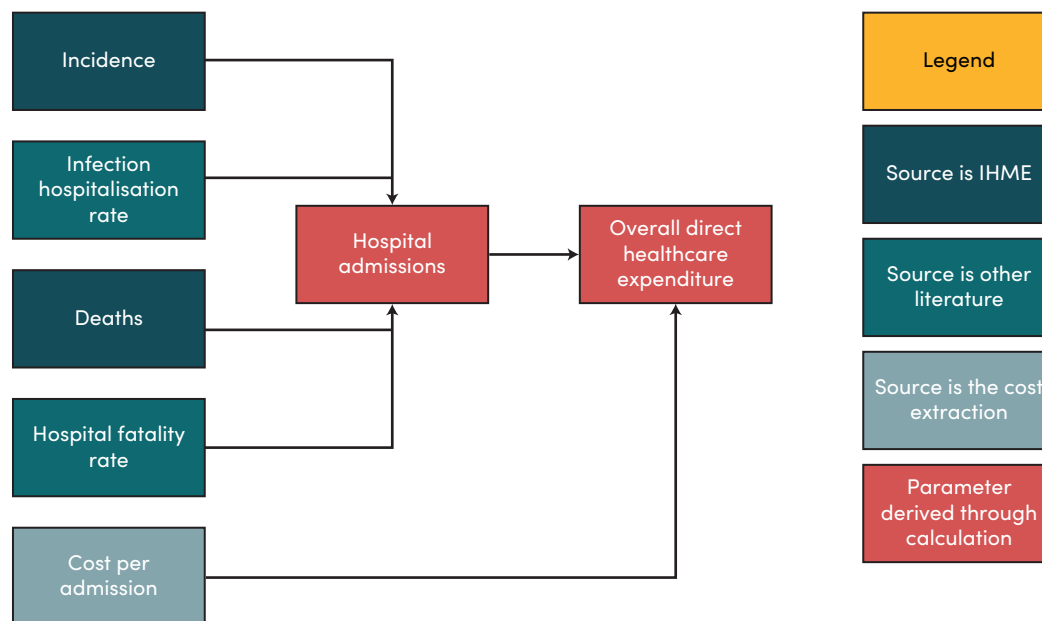 Incidence
Infection
hospitalisation
rate
Deaths
Hospital fatality
rate
Cost per
admission
Hospital
admissions
Overall direct
healthcare
expenditure
Legend
Source is IHME
Source is other
literature
Source is the cost
extraction
Parameter
derived through
calculation